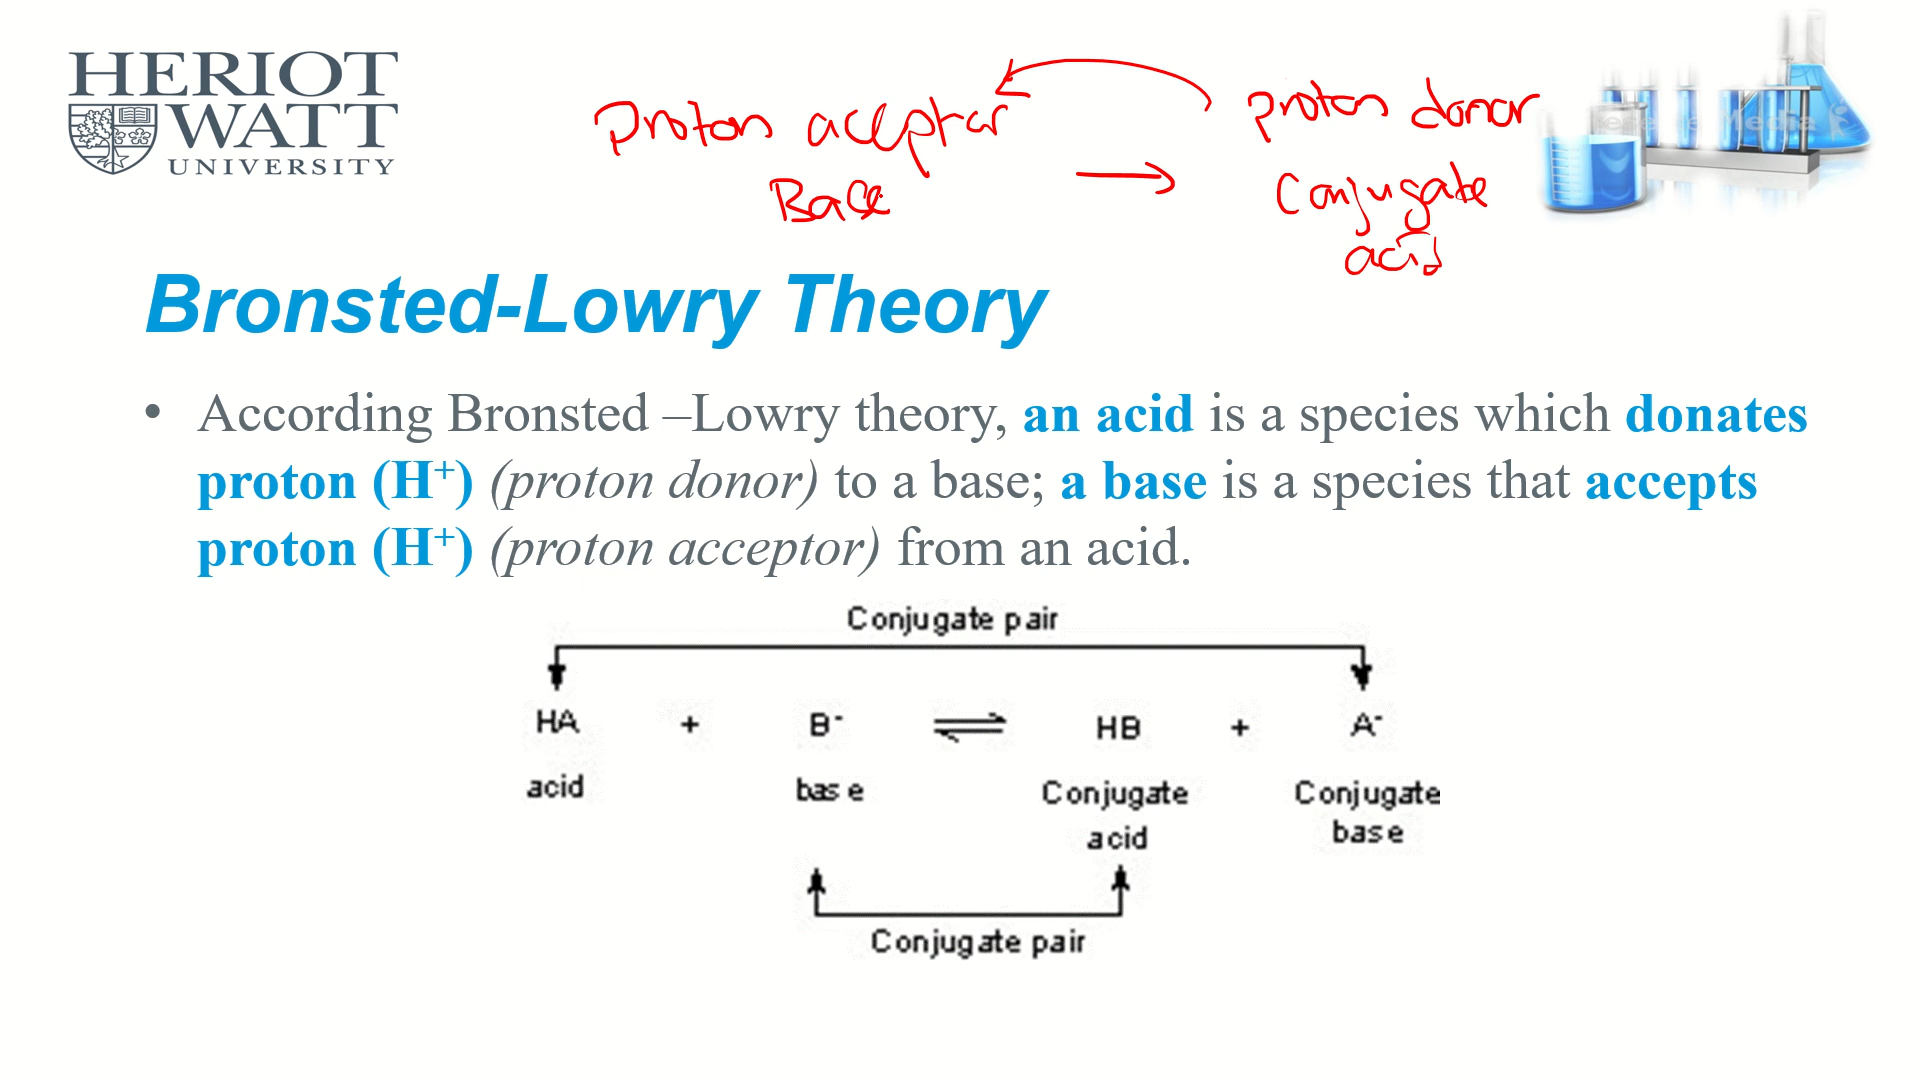 HERIOT
WATT
UNIVERSITY
Proton acceptor
proton donor
Base
Conjugate
acid
Bronsted-Lowry Theory
• According Bronsted –Lowry theory, an acid is a species which donates
proton (H⁺) (proton donor) to a base; a base is a species that accepts
proton (H⁺) (proton acceptor) from an acid.
Conjugate pair
HA + B⁻ ⇌ HB + A⁻
acid base Conjugate Conjugate
acid base
Conjugate pair